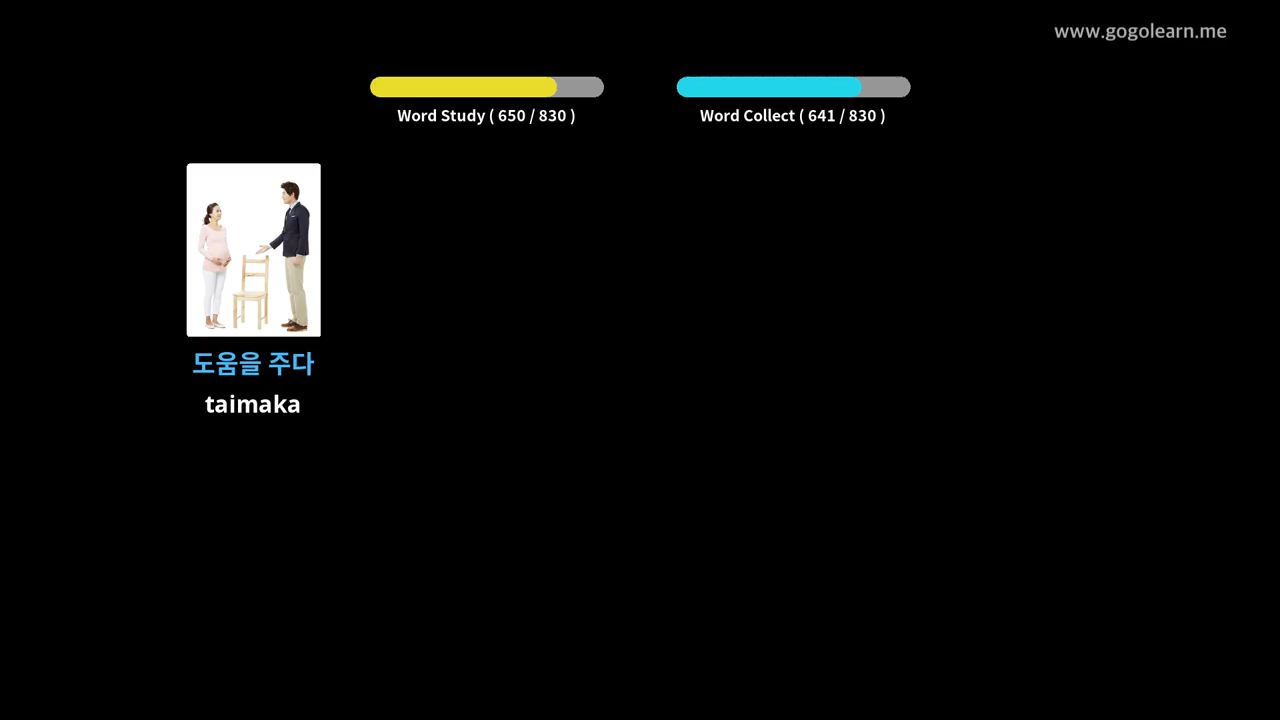 www.gogolearn.me
Word Study ( 650 / 830 )
Word Collect ( 641 / 830 )
도움을 주다
taimaka